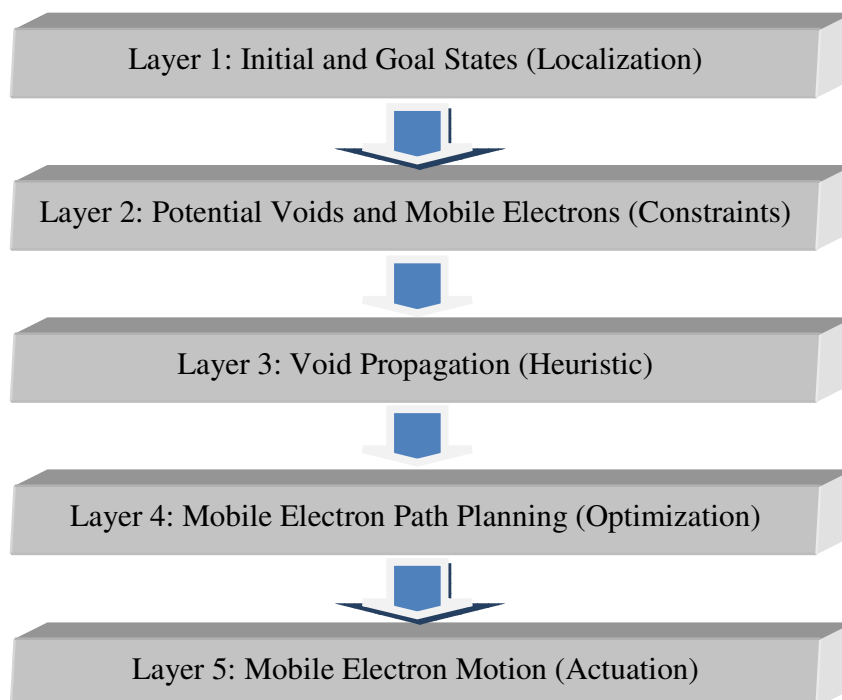 Layer 1: Initial and Goal States (Localization)
Layer 2: Potential Voids and Mobile Electrons (Constraints)
Layer 3: Void Propagation (Heuristic)
Layer 4: Mobile Electron Path Planning (Optimization)
Layer 5: Mobile Electron Motion (Actuation)